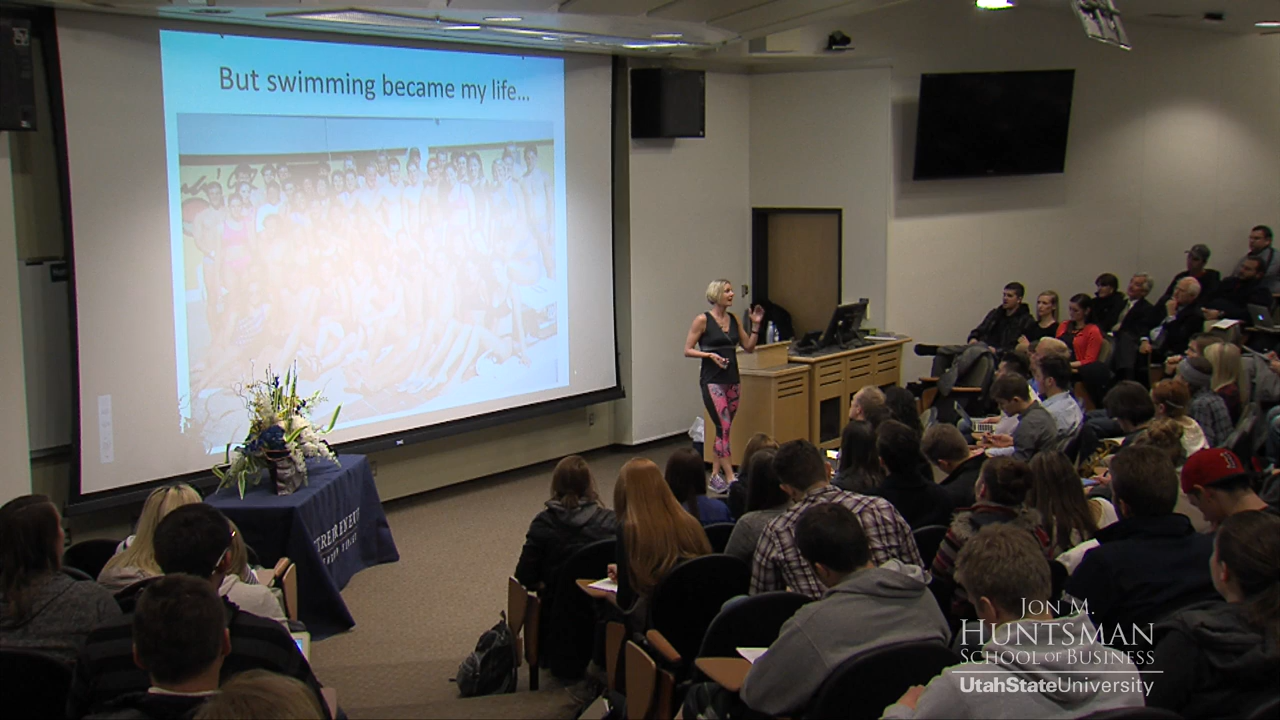 But swimming became my life...
JON M.
HUNTSMAN
SCHOOL of BUSINESS
UtahStateUniversity